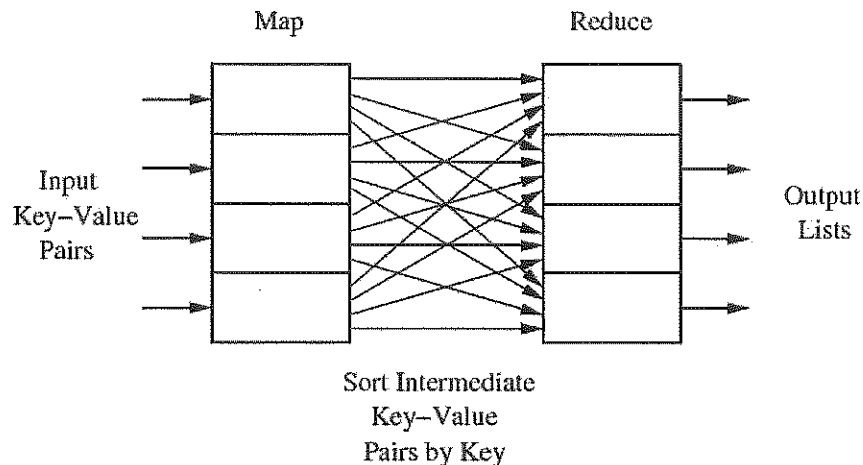 Map
Reduce
Input
Key–Value
Pairs
Output
Lists
Sort Intermediate
Key–Value
Pairs by Key